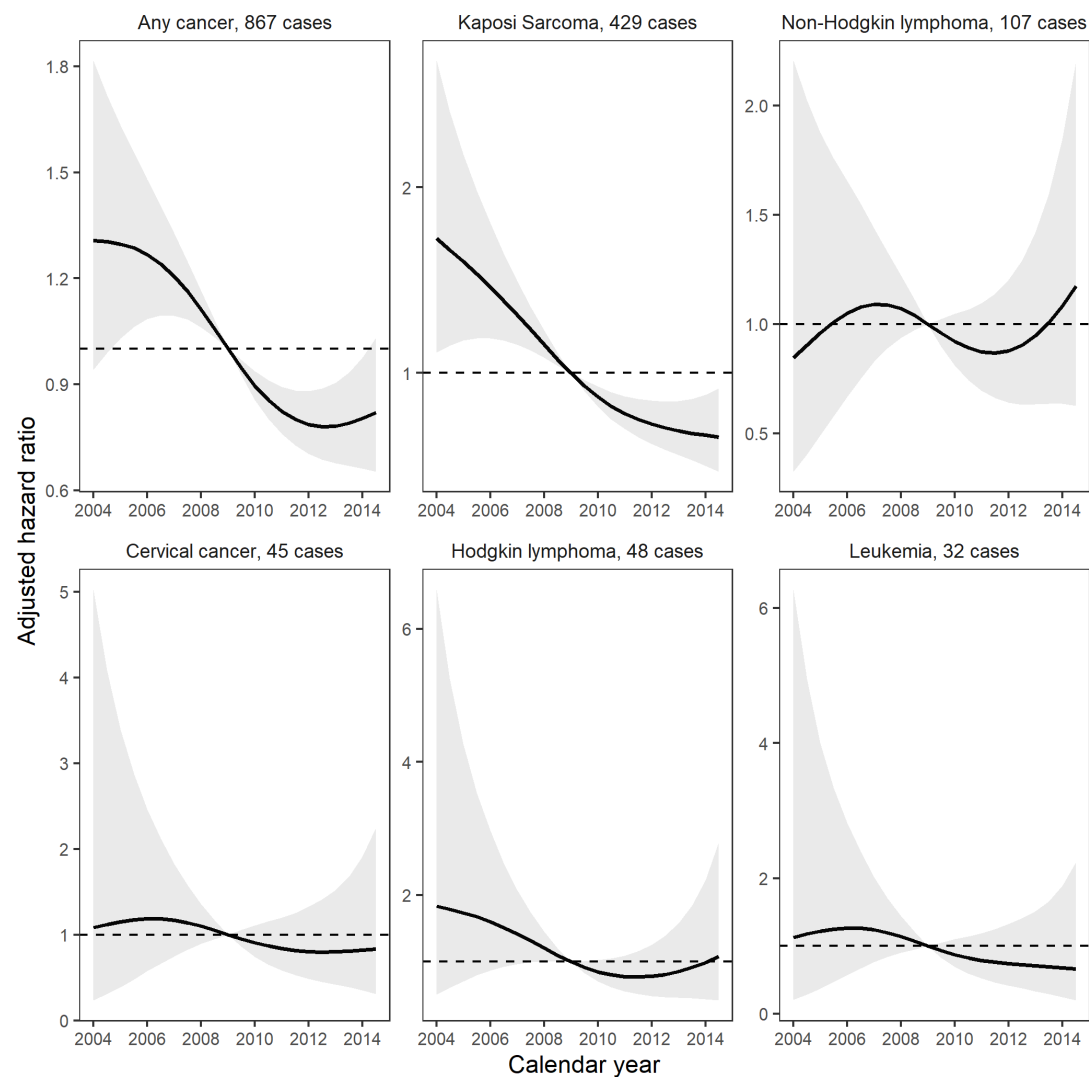 Any cancer, 867 cases
Kaposi Sarcoma, 429 cases
Non-Hodgkin lymphoma, 107 cases
1.8
1.5
1.2
0.9
0.6
2
1
2.0
1.5
1.0
0.5
2004 2006 2008 2010 2012 2014
2004 2006 2008 2010 2012 2014
2004 2006 2008 2010 2012 2014
Cervical cancer, 45 cases
Hodgkin lymphoma, 48 cases
Leukemia, 32 cases
5
4
3
2
1
0
6
4
2
6
4
2
0
2004 2006 2008 2010 2012 2014
2004 2006 2008 2010 2012 2014
2004 2006 2008 2010 2012 2014
Adjusted hazard ratio
Calendar year